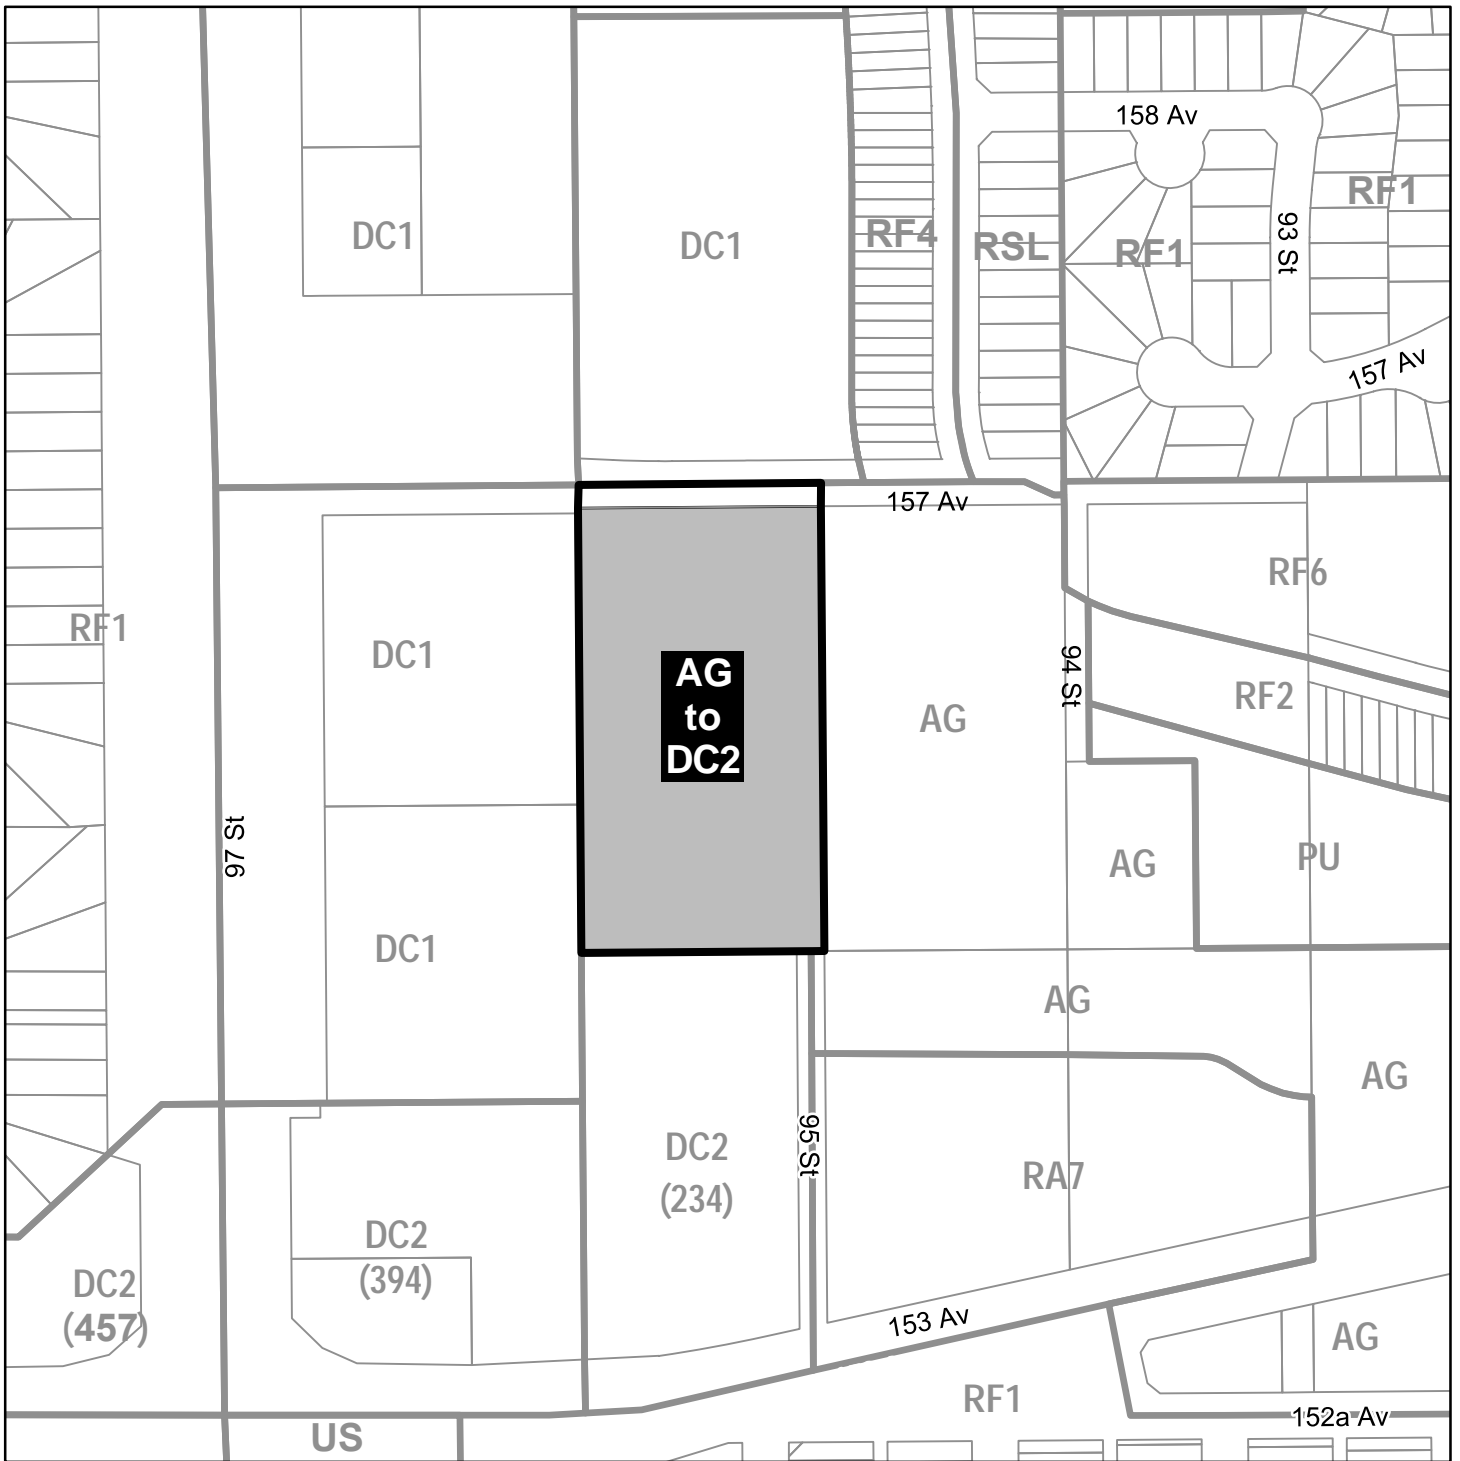 158 Av
RF1
DC1
DC1
RF4
RSL
RF1
93 St
157 Av
157 Av
RF6
RF1
DC1
AG
to
DC2
94 St
RF2
AG
97 St
AG
PU
DC1
AG
AG
DC2
(234)
95 St
RA7
DC2
(394)
DC2
(457)
153 Av
AG
RF1
152a Av
US